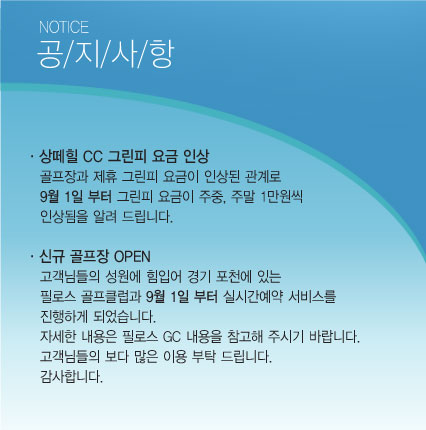 NOTICE
공/지/사/항
· 상떼힐 CC 그린피 요금 인상
골프장과 제휴 그린피 요금이 인상된 관계로
9월 1일 부터 그린피 요금이 주중, 주말 1만원씩
인상됨을 알려 드립니다.
· 신규 골프장 OPEN
고객님들의 성원에 힘입어 경기 포천에 있는
필로스 골프클럽과 9월 1일 부터 실시간예약 서비스를
진행하게 되었습니다.
자세한 내용은 필로스 GC 내용을 참고해 주시기 바랍니다.
고객님들의 보다 많은 이용 부탁 드립니다.
감사합니다.